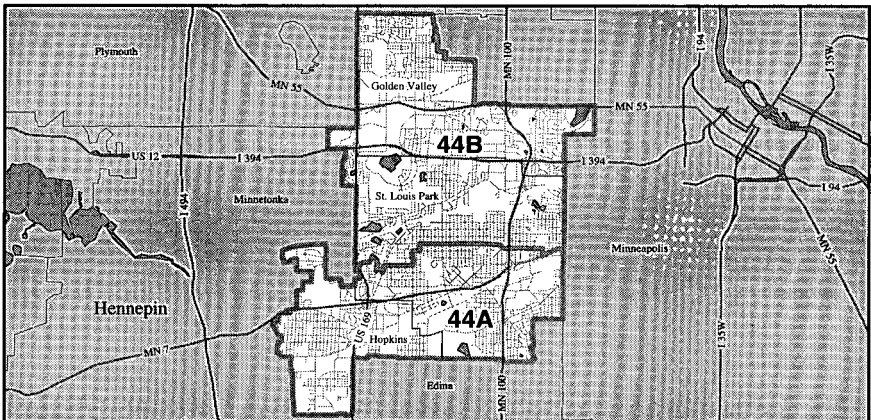 Plymouth
MN 55
MN 100
I 94
I 35W
Golden Valley
MN 55
44B
US 12
I 394
I 394
I 94
I 494
Minnetonka
St. Louis Park
Minneapolis
MN 55
Hennepin
US 169
44A
I 35W
MN 7
Hopkins
Edina
MN 100